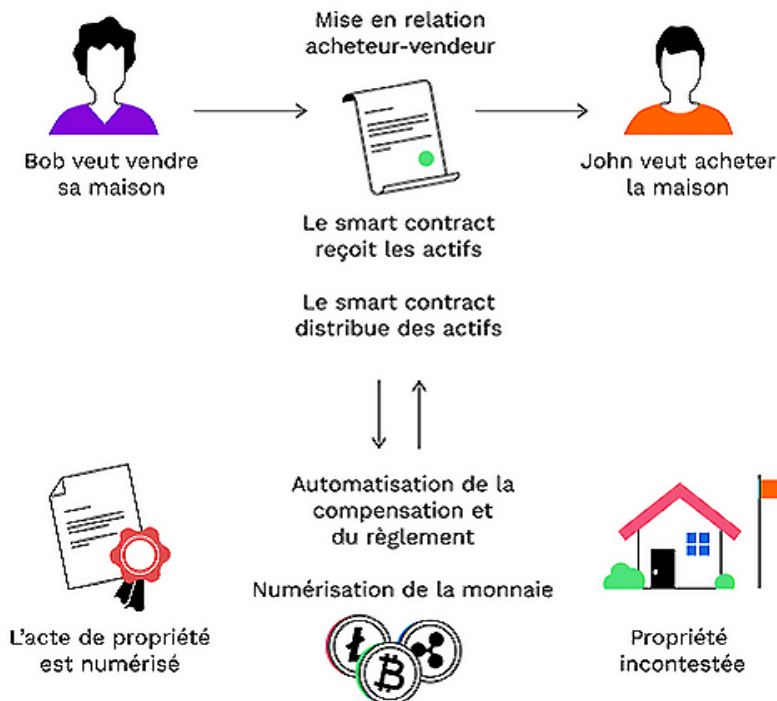 Mise en relation
acheteur-vendeur
Bob veut vendre
sa maison
John veut acheter
la maison
Le smart contract
reçoit les actifs
Le smart contract
distribue des actifs
Automatisation de la
compensation et
du règlement
Numérisation de la monnaie
L'acte de propriété
est numérisé
Propriété
incontestée